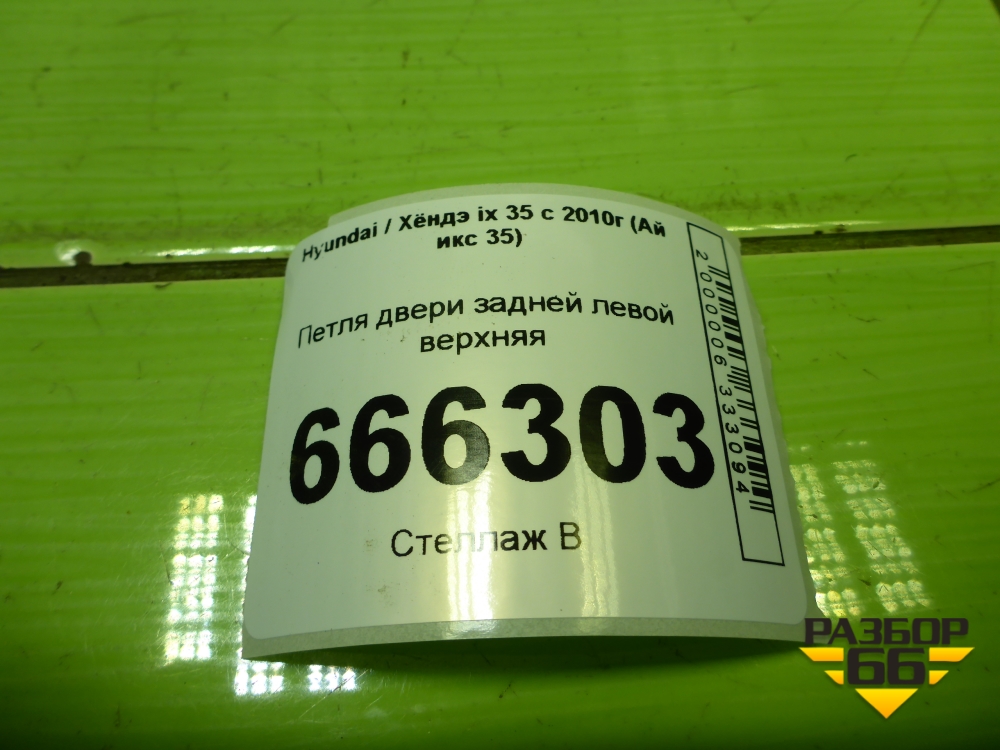 Hyundai / Хёндэ ix 35 с 2010г (Ай
икс 35)
Петля двери задней левой
верхняя
666303
Стеллаж В
2000006333094
РАЗБОР
66